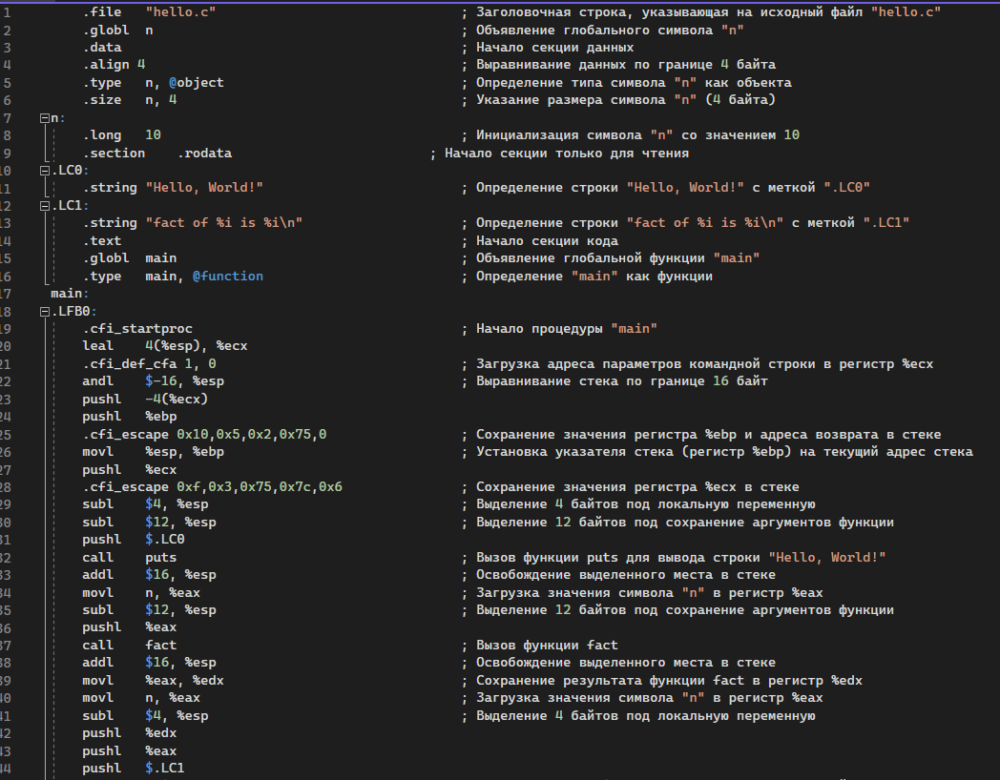 1 .file "hello.c" ; Заголовочная строка, указывающая на исходный файл "hello.c"
2 .globl n ; Объявление глобального символа "n"
3 .data ; Начало секции данных
4 .align 4 ; Выравнивание данных по границе 4 байта
5 .type n, @object ; Определение типа символа "n" как объекта
6 .size n, 4 ; Указание размера символа "n" (4 байта)
7 n:
8 .long 10 ; Инициализация символа "n" со значением 10
9 .section .rodata ; Начало секции только для чтения
10 .LC0:
11 .string "Hello, World!" ; Определение строки "Hello, World!" с меткой ".LC0"
12 .LC1:
13 .string "fact of %i is %i\n" ; Определение строки "fact of %i is %i\n" с меткой ".LC1"
14 .text ; Начало секции кода
15 .globl main ; Объявление глобальной функции "main"
16 .type main, @function ; Определение "main" как функции
17 main:
18 .LFB0:
19 .cfi_startproc ; Начало процедуры "main"
20 leal 4(%esp), %ecx
21 .cfi_def_cfa 1, 0 ; Загрузка адреса параметров командной строки в регистр %ecx
22 andl $-16, %esp ; Выравнивание стека по границе 16 байт
23 pushl -4(%ecx)
24 pushl %ebp
25 .cfi_escape 0x10,0x5,0x2,0x75,0 ; Сохранение значения регистра %ebp и адреса возврата в стеке
26 movl %esp, %ebp ; Установка указателя стека (регистр %ebp) на текущий адрес стека
27 pushl %ecx
28 .cfi_escape 0xf,0x3,0x75,0x7c,0x6 ; Сохранение значения регистра %ecx в стеке
29 subl $4, %esp ; Выделение 4 байтов под локальную переменную
30 subl $12, %esp ; Выделение 12 байтов под сохранение аргументов функции
31 pushl $.LC0
32 call puts ; Вызов функции puts для вывода строки "Hello, World!"
33 addl $16, %esp ; Освобождение выделенного места в стеке
34 movl n, %eax ; Загрузка значения символа "n" в регистр %eax
35 subl $12, %esp ; Выделение 12 байтов под сохранение аргументов функции
36 pushl %eax
37 call fact ; Вызов функции fact
38 addl $16, %esp ; Освобождение выделенного места в стеке
39 movl %eax, %edx ; Сохранение результата функции fact в регистр %edx
40 movl n, %eax ; Загрузка значения символа "n" в регистр %eax
41 subl $4, %esp ; Выделение 4 байтов под локальную переменную
42 pushl %edx
43 pushl %eax
44 pushl $.LC1